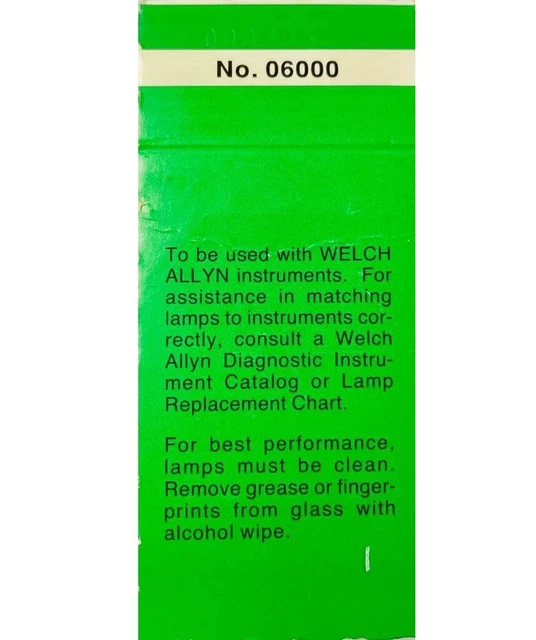 No. 06000
To be used with WELCH
ALLYN instruments. For
assistance in matching
lamps to instruments cor-
rectly, consult a Welch
Allyn Diagnostic Instru-
ment Catalog or Lamp
Replacement Chart.
For best performance,
lamps must be clean.
Remove grease or finger-
prints from glass with
alcohol wipe.